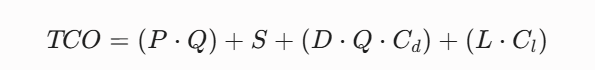 TCO = (P · Q) + S + (D · Q · C_d) + (L · C_l)